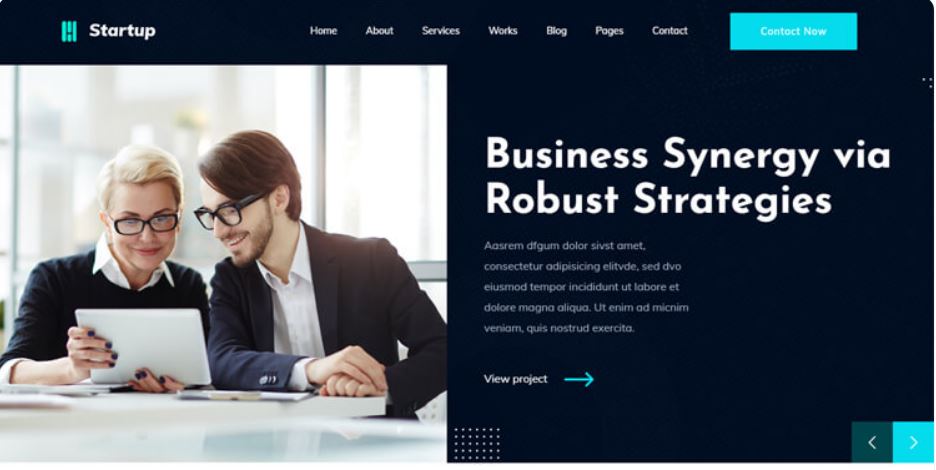 Startup
Home About Services Works Blog Pages Contact Contact Now
Business Synergy via
Robust Strategies
Aasrem dfgum dolor sivst amet,
consectetur adipisicing elitvde, sed dvo
eiusmod tempor incididunt ut labore et
dolore magna aliqua. Ut enim ad micnim
veniam, quis nostrud exercita.
View project